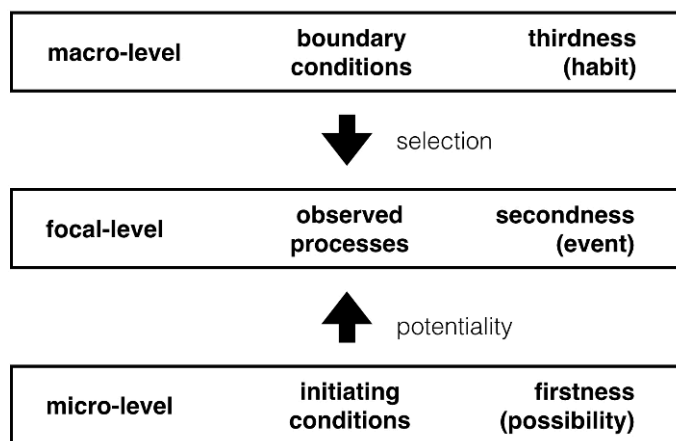 macro-level boundary conditions thirdness (habit)
selection
focal-level observed processes secondness (event)
potentiality
micro-level initiating conditions firstness (possibility)